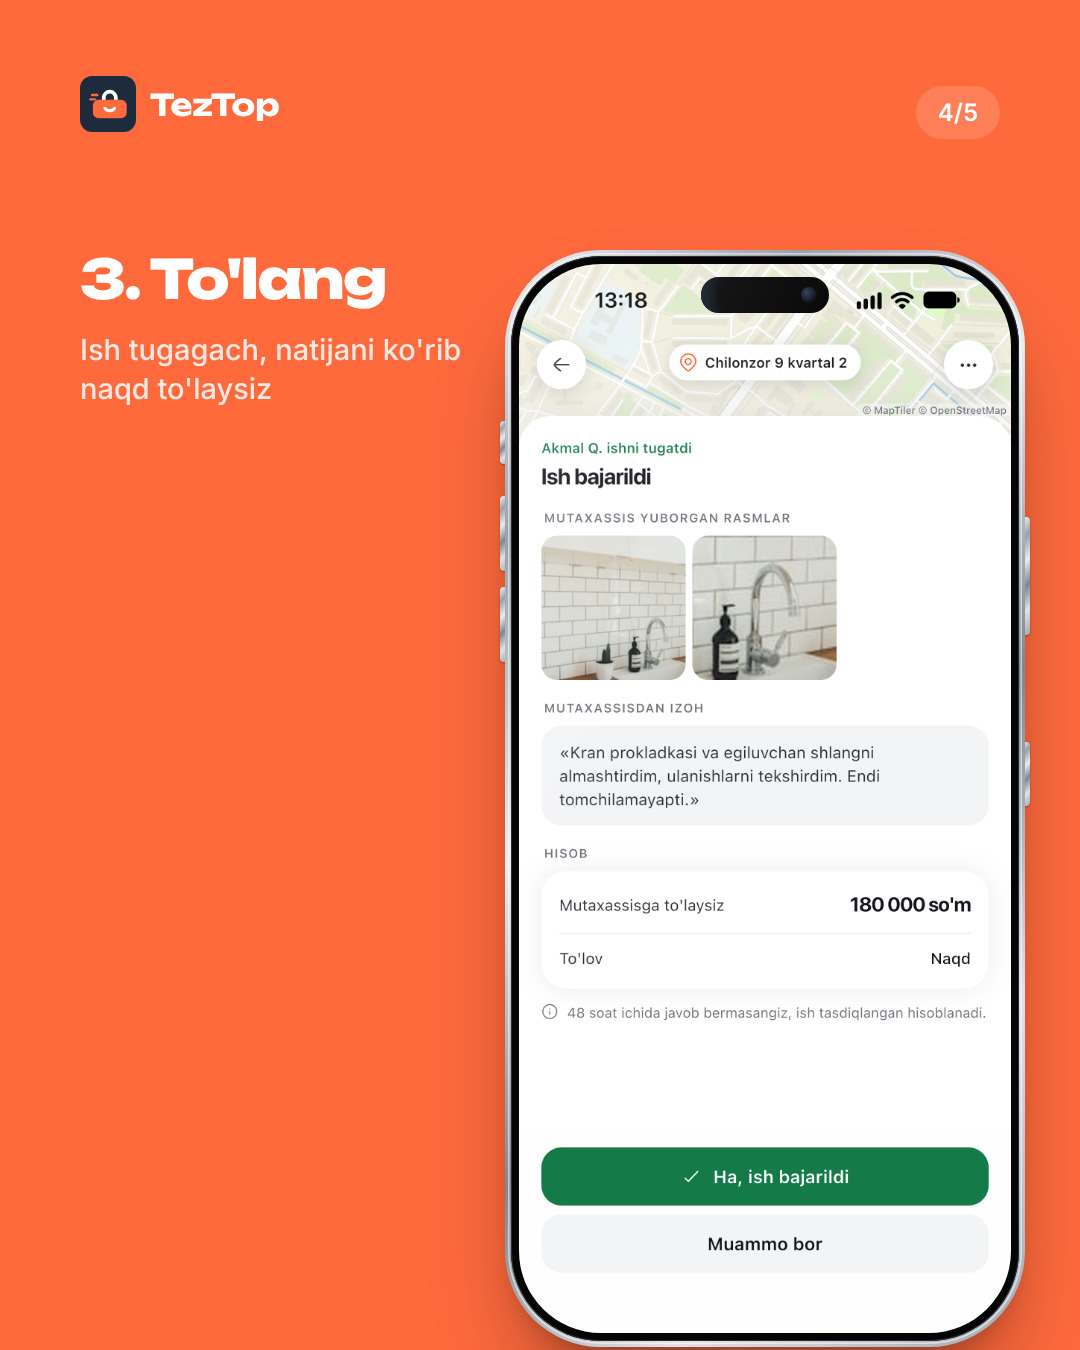 TezTop
4/5
3. To'lang
Ish tugagach, natijani ko'rib
naqd to'laysiz
13:18
Chilonzor 9 kvartal 2
© MapTiler © OpenStreetMap
Akmal Q. ishni tugatdi
Ish bajarildi
MUTAXASSIS YUBORGAN RASMLAR
MUTAXASSISDAN IZOH
«Kran prokladkasi va egiluvchan shlangni
almashtirdim, ulanishlarni tekshirdim. Endi
tomchilamayapti.»
HISOB
Mutaxassisga to'laysiz 180 000 so'm
To'lov Naqd
48 soat ichida javob bermasangiz, ish tasdiqlangan hisoblanadi.
Ha, ish bajarildi
Muammo bor